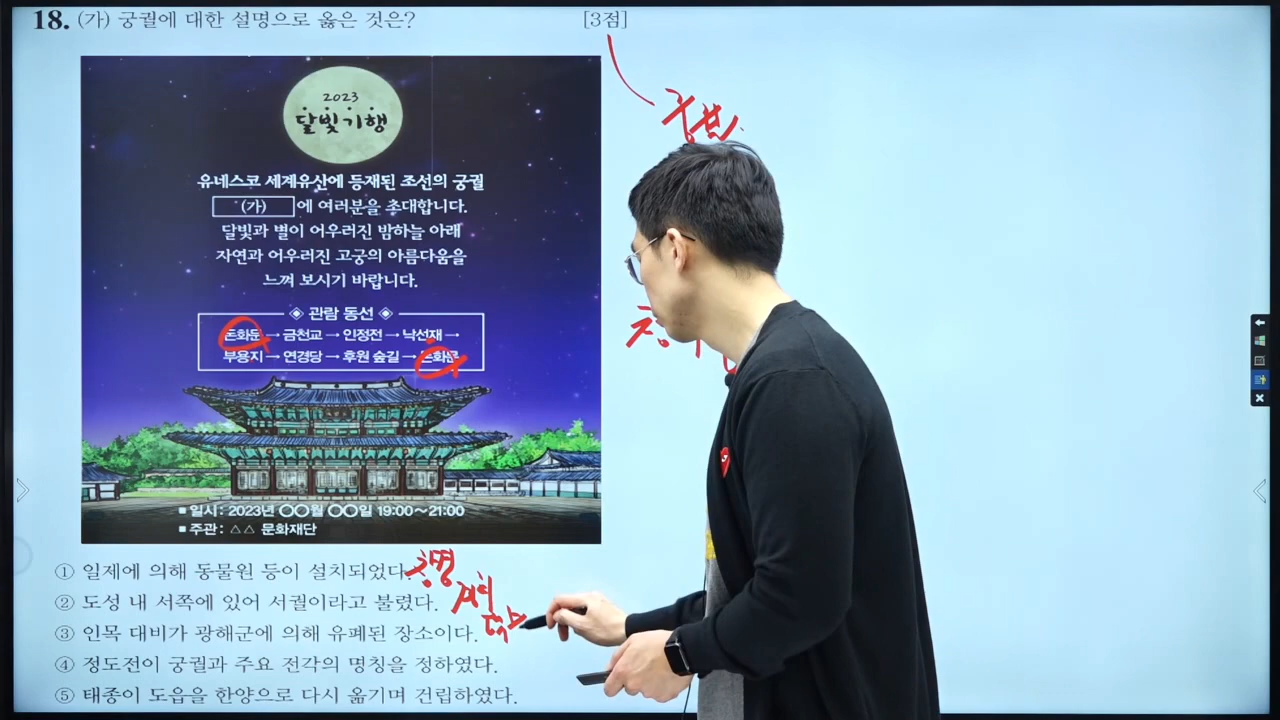 18. (가) 궁궐에 대한 설명으로 옳은 것은? [3점]
2023
달빛기행
유네스코 세계유산에 등재된 조선의 궁궐
(가) 에 여러분을 초대합니다.
달빛과 별이 어우러진 밤하늘 아래
자연과 어우러진 고궁의 아름다움을
느껴 보시기 바랍니다.
◈ 관람 동선 ◈
돈화문 → 금천교 → 인정전 → 낙선재 →
부용지 → 연경당 → 후원 숲길 → 돈화문
■ 일시 : 2023년 ○○월 ○○일 19:00~21:00
■ 주관 : △△ 문화재단
① 일제에 의해 동물원 등이 설치되었다.
② 도성 내 서쪽에 있어 서궐이라고 불렸다.
③ 인목 대비가 광해군에 의해 유폐된 장소이다.
④ 정도전이 궁궐과 주요 전각의 명칭을 정하였다.
⑤ 태종이 도읍을 한양으로 다시 옮기며 건립하였다.